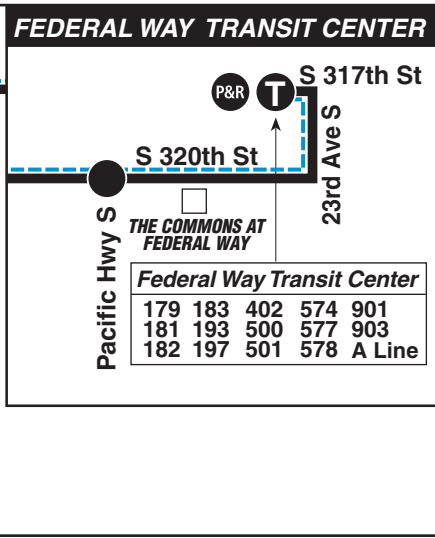 FEDERAL WAY TRANSIT CENTER
S 317th St
P&R
T
23rd Ave S
S 320th St
Pacific Hwy S
THE COMMONS AT
FEDERAL WAY
Federal Way Transit Center
179 183 402 574 901
181 193 500 577 903
182 197 501 578 A Line